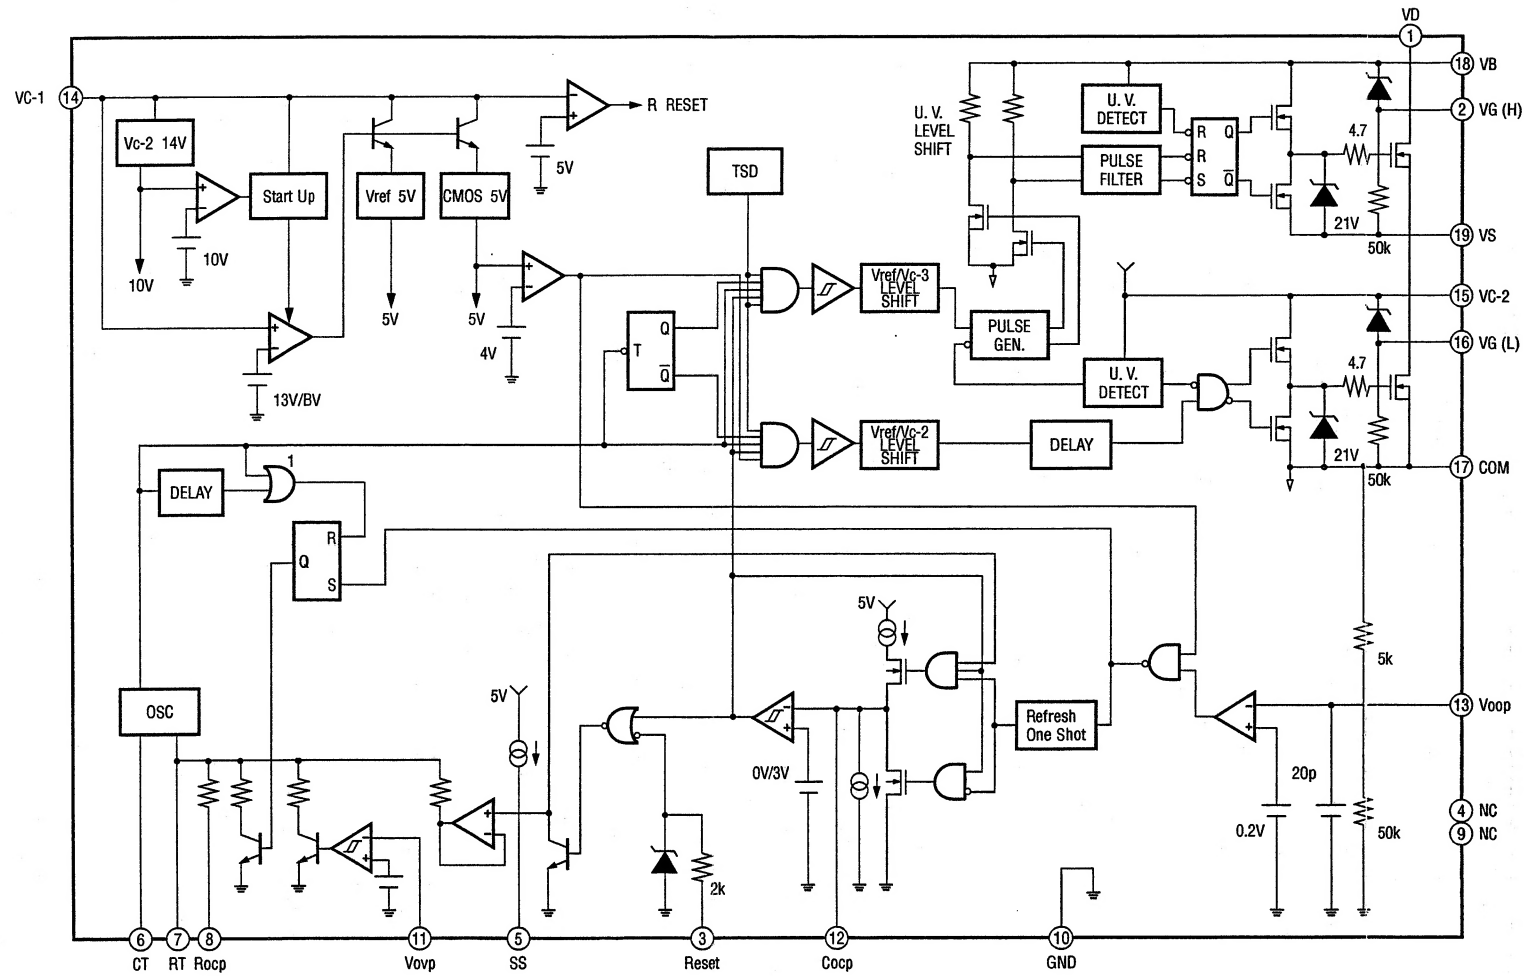 VD
1
18 VB
VC-1 14
R RESET
U. V.
DETECT
U. V.
LEVEL
SHIFT
2 VG (H)
Vc-2 14V
5V
4.7
R Q
R
S Q
PULSE
FILTER
TSD
Start Up
Vref 5V
CMOS 5V
21V
50k
19 VS
10V
10V
Vref/Vc-3
LEVEL
SHIFT
15 VC-2
5V
5V
4V
Q
T
Q
PULSE
GEN.
16 VG (L)
4.7
U. V.
DETECT
13V/BV
Vref/Vc-2
LEVEL
SHIFT
DELAY
21V
50k
17 COM
1
DELAY
R
Q
S
5V
5k
5V
OSC
Refresh
One Shot
13 Voop
0V/3V
20p
0.2V
50k
4 NC
9 NC
2k
6
7
8
11
5
3
12
10
CT
RT
Rocp
Vovp
SS
Reset
Cocp
GND